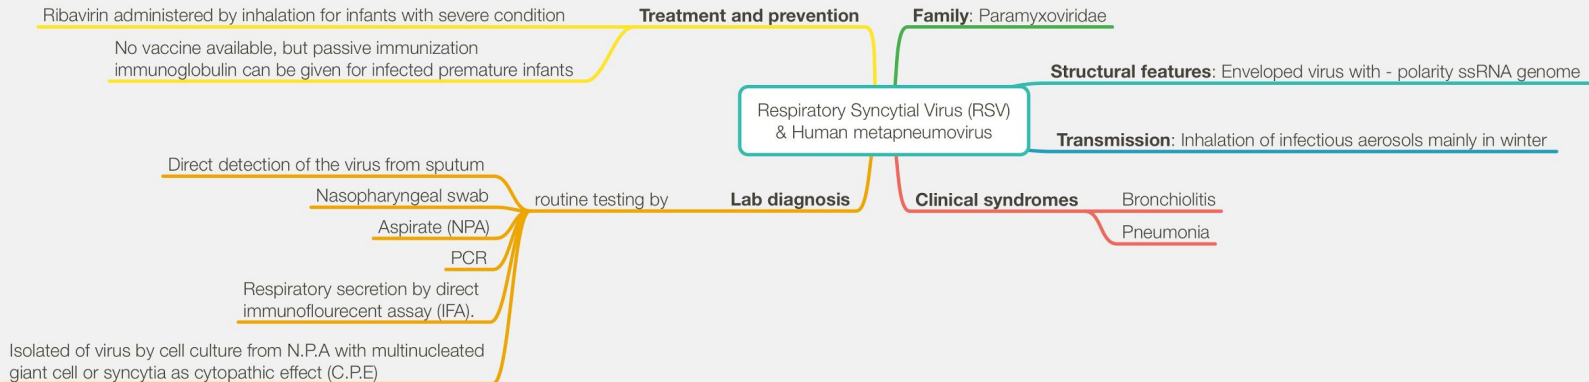 Respiratory Syncytial Virus (RSV)
& Human metapneumovirus
Family: Paramyxoviridae
Structural features: Enveloped virus with - polarity ssRNA genome
Transmission: Inhalation of infectious aerosols mainly in winter
Clinical syndromes
Bronchiolitis
Pneumonia
Treatment and prevention
Ribavirin administered by inhalation for infants with severe condition
No vaccine available, but passive immunization
immunoglobulin can be given for infected premature infants
Lab diagnosis
routine testing by
Direct detection of the virus from sputum
Nasopharyngeal swab
Aspirate (NPA)
PCR
Respiratory secretion by direct
immunoflourecent assay (IFA).
Isolated of virus by cell culture from N.P.A with multinucleated
giant cell or syncytia as cytopathic effect (C.P.E)